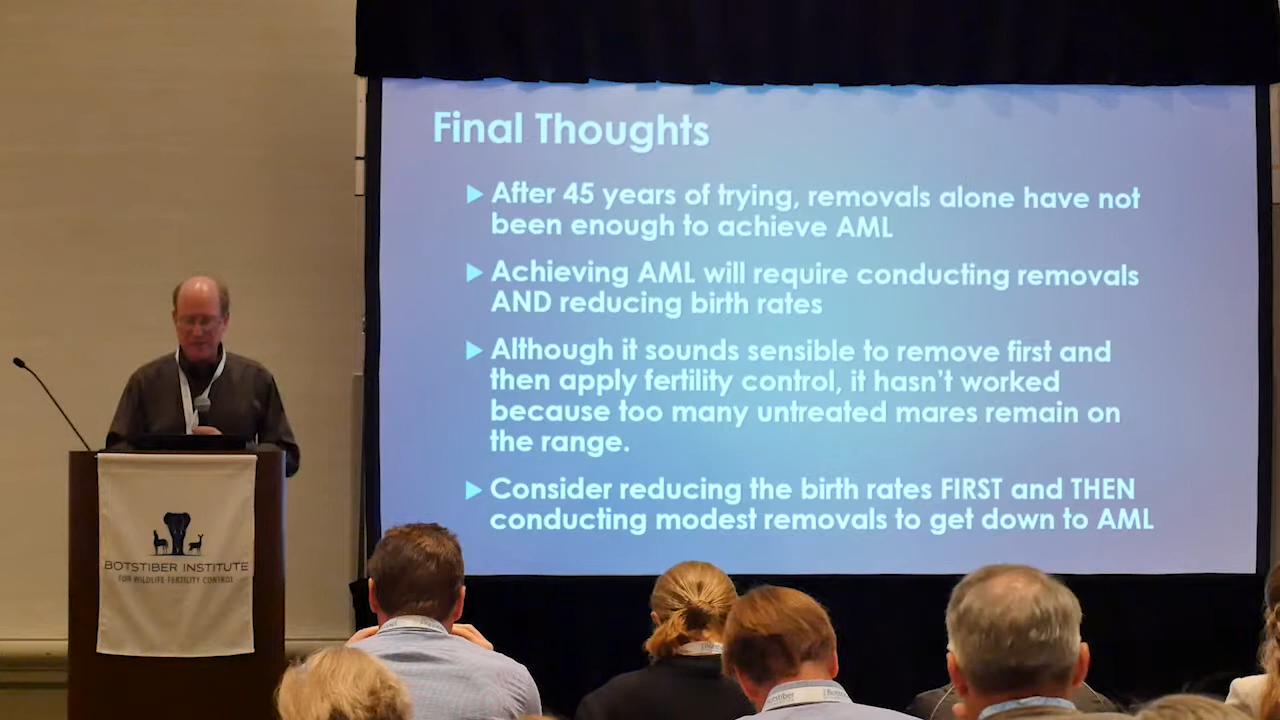 Final Thoughts
After 45 years of trying, removals alone have not
been enough to achieve AML
Achieving AML will require conducting removals
AND reducing birth rates
Although it sounds sensible to remove first and
then apply fertility control, it hasn't worked
because too many untreated mares remain on
the range.
Consider reducing the birth rates FIRST and THEN
conducting modest removals to get down to AML
BOTSTIBER INSTITUTE
FOR WILDLIFE FERTILITY CONTROL
Botstiber